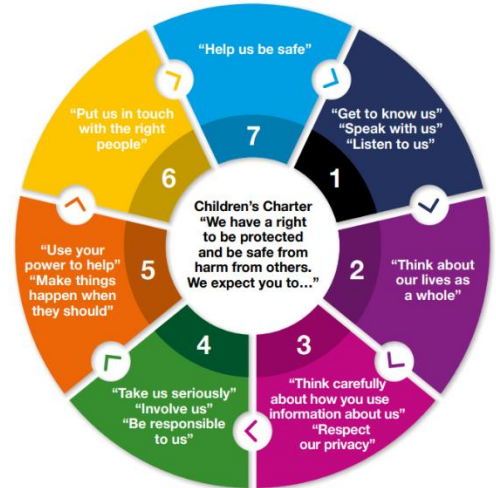 Children’s Charter
“We have a right
to be protected
and be safe from
harm from others.
We expect you to…”
1
“Get to know us”
“Speak with us”
“Listen to us”
2
“Think about
our lives as
a whole”
3
“Think carefully
about how you use
information about us”
“Respect
our privacy”
4
“Take us seriously”
“Involve us”
“Be responsible
to us”
5
“Use your
power to help”
“Make things
happen when
they should”
6
“Put us in touch
with the right
people”
7
“Help us be safe”